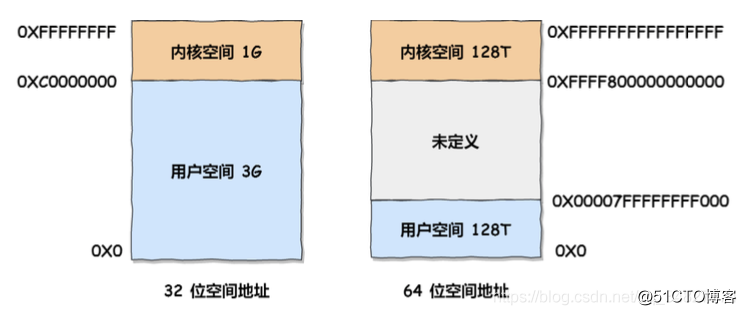 0XFFFFFFFF
内核空间 1G
0XC0000000
用户空间 3G
0X0
32 位空间地址
内核空间 128T
0XFFFFFFFFFFFFFFFF
0XFFFF800000000000
未定义
0X00007FFFFFFFF000
用户空间 128T
0X0
64 位空间地址
https://blog.csdn.net/
@51CTO博客